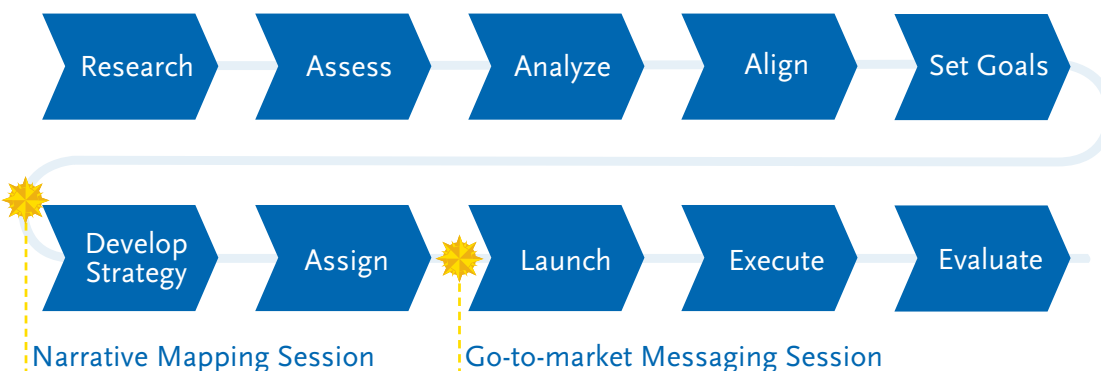 Research
Assess
Analyze
Align
Set Goals
Develop
Strategy
Assign
Launch
Execute
Evaluate
Narrative Mapping Session
Go-to-market Messaging Session